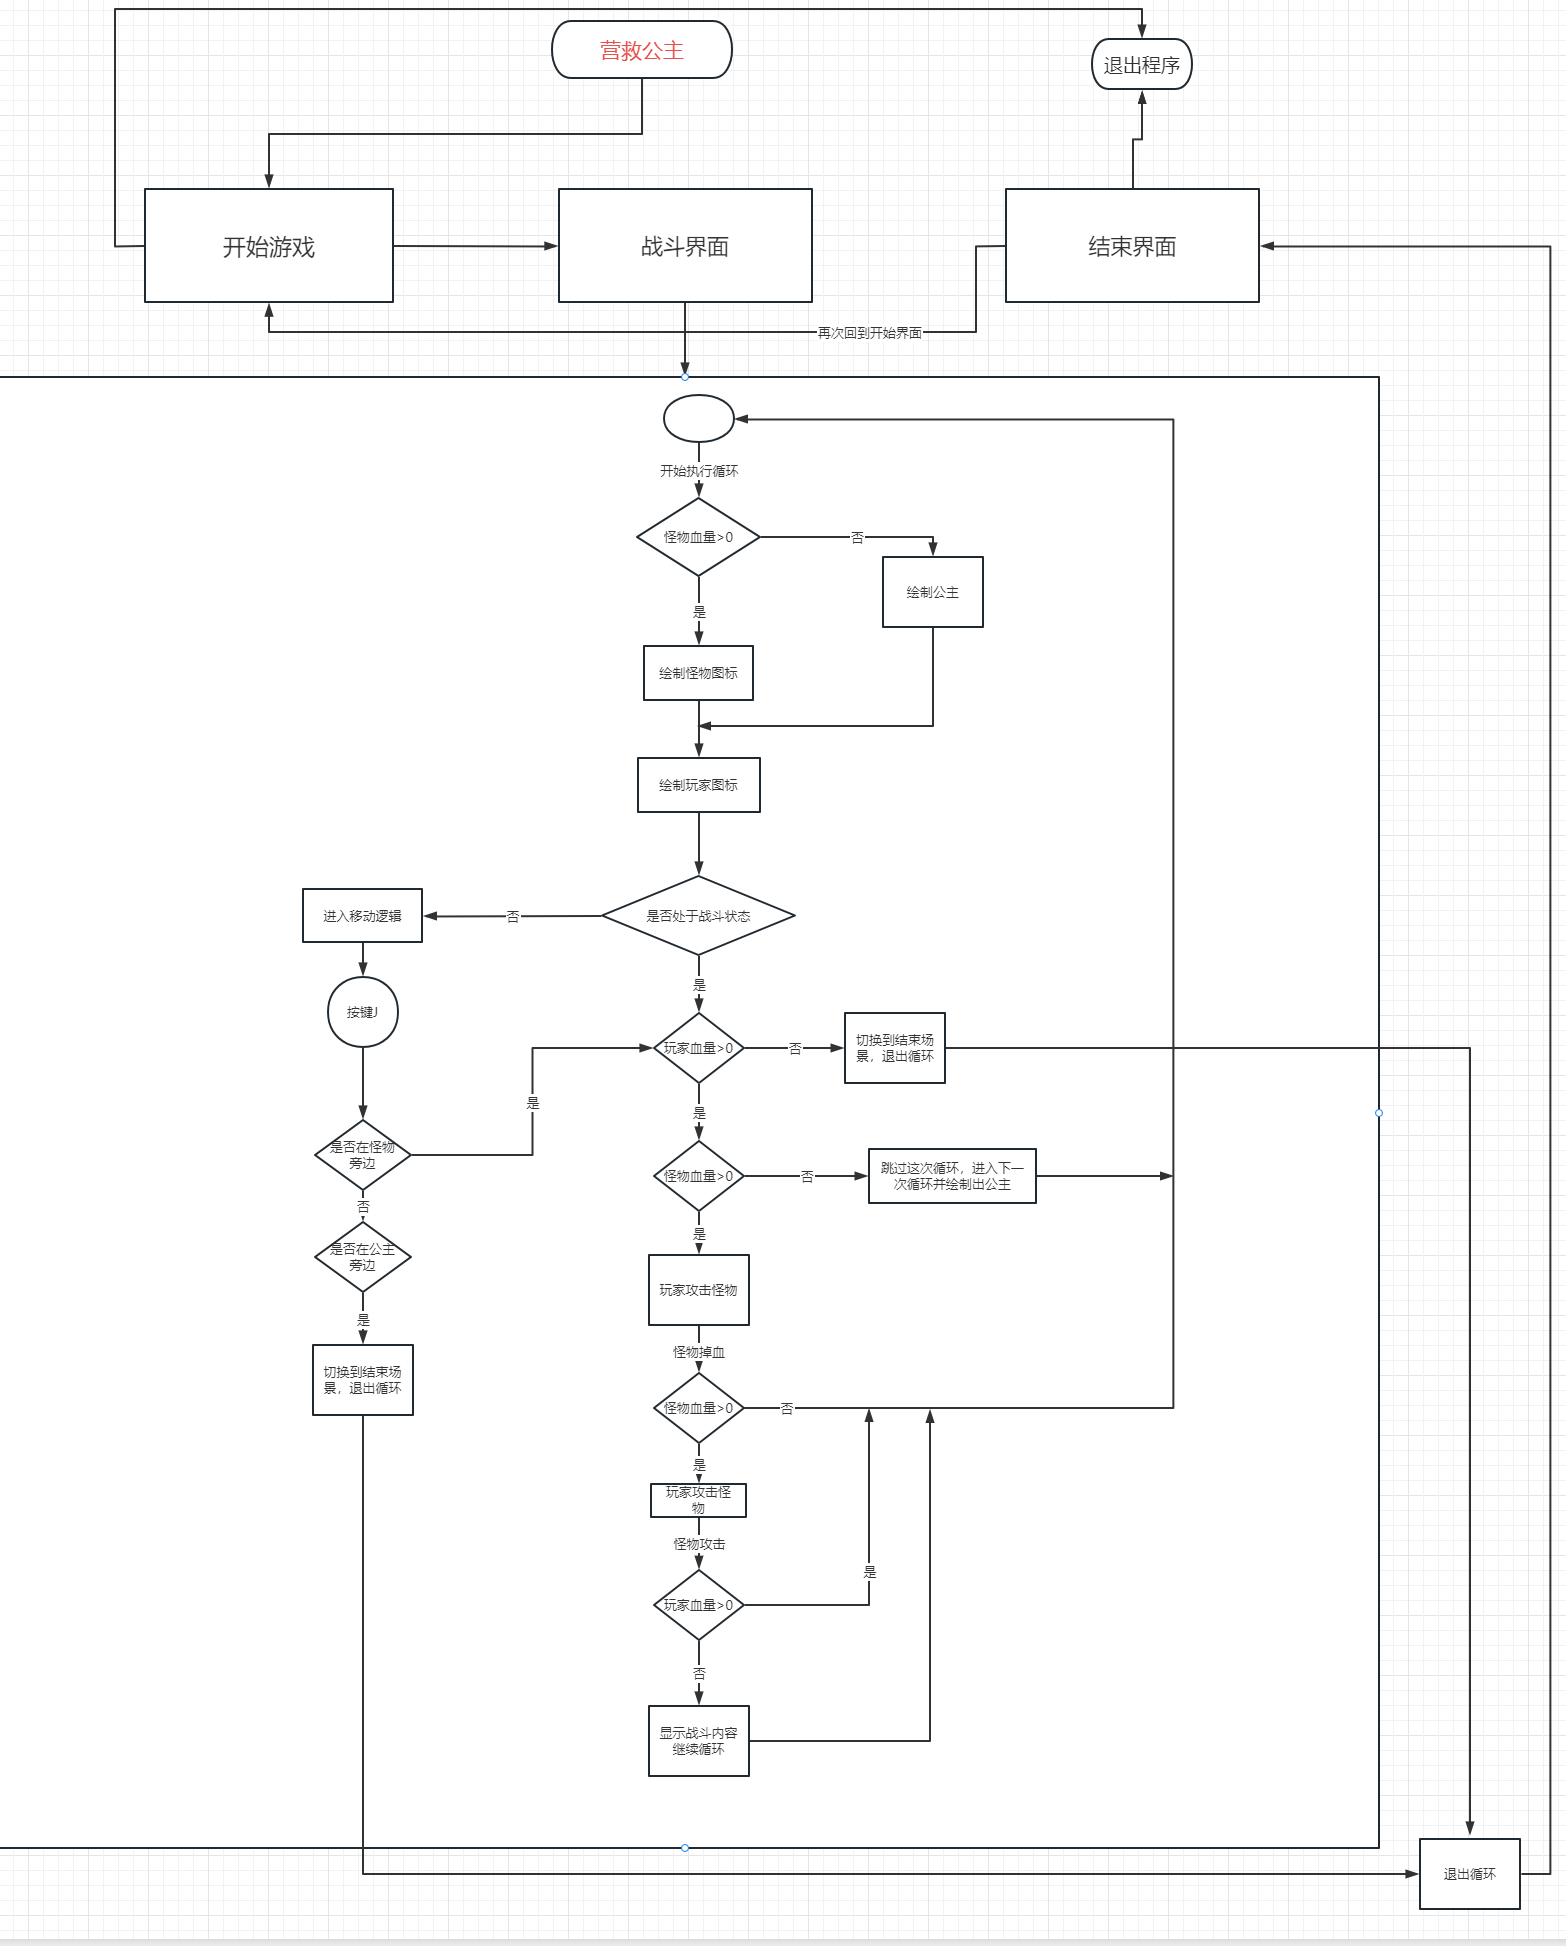 营救公主
退出程序
开始游戏
战斗界面
结束界面
再次回到开始界面
开始执行循环
怪物血量>0
否
绘制公主
是
绘制怪物图标
绘制玩家图标
进入移动逻辑
否
是否处于战斗状态
是
按键J
玩家血量>0
否
切换到结束场
景，退出循环
是
是
是否在怪物
旁边
怪物血量>0
否
跳过这次循环，进入下一
次循环并绘制出公主
否
是
是否在公主
旁边
玩家攻击怪物
是
怪物掉血
切换到结束场
景，退出循环
怪物血量>0
否
是
玩家攻击怪
物
怪物攻击
是
玩家血量>0
否
显示战斗内容
继续循环
退出循环